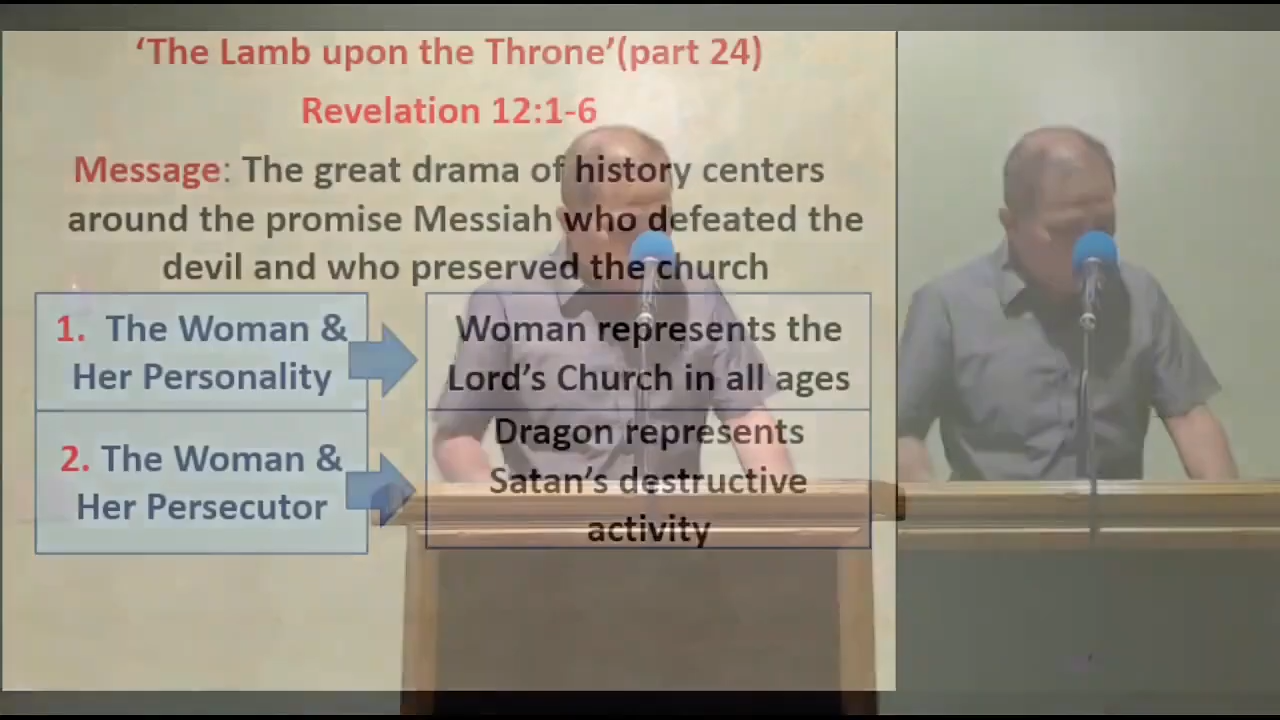 ‘The Lamb upon the Throne’(part 24)
Revelation 12:1-6
Message: The great drama of history centers
around the promise Messiah who defeated the
devil and who preserved the church
1. The Woman &
Her Personality
Woman represents the
Lord’s Church in all ages
2. The Woman &
Her Persecutor
Dragon represents
Satan’s destructive
activity